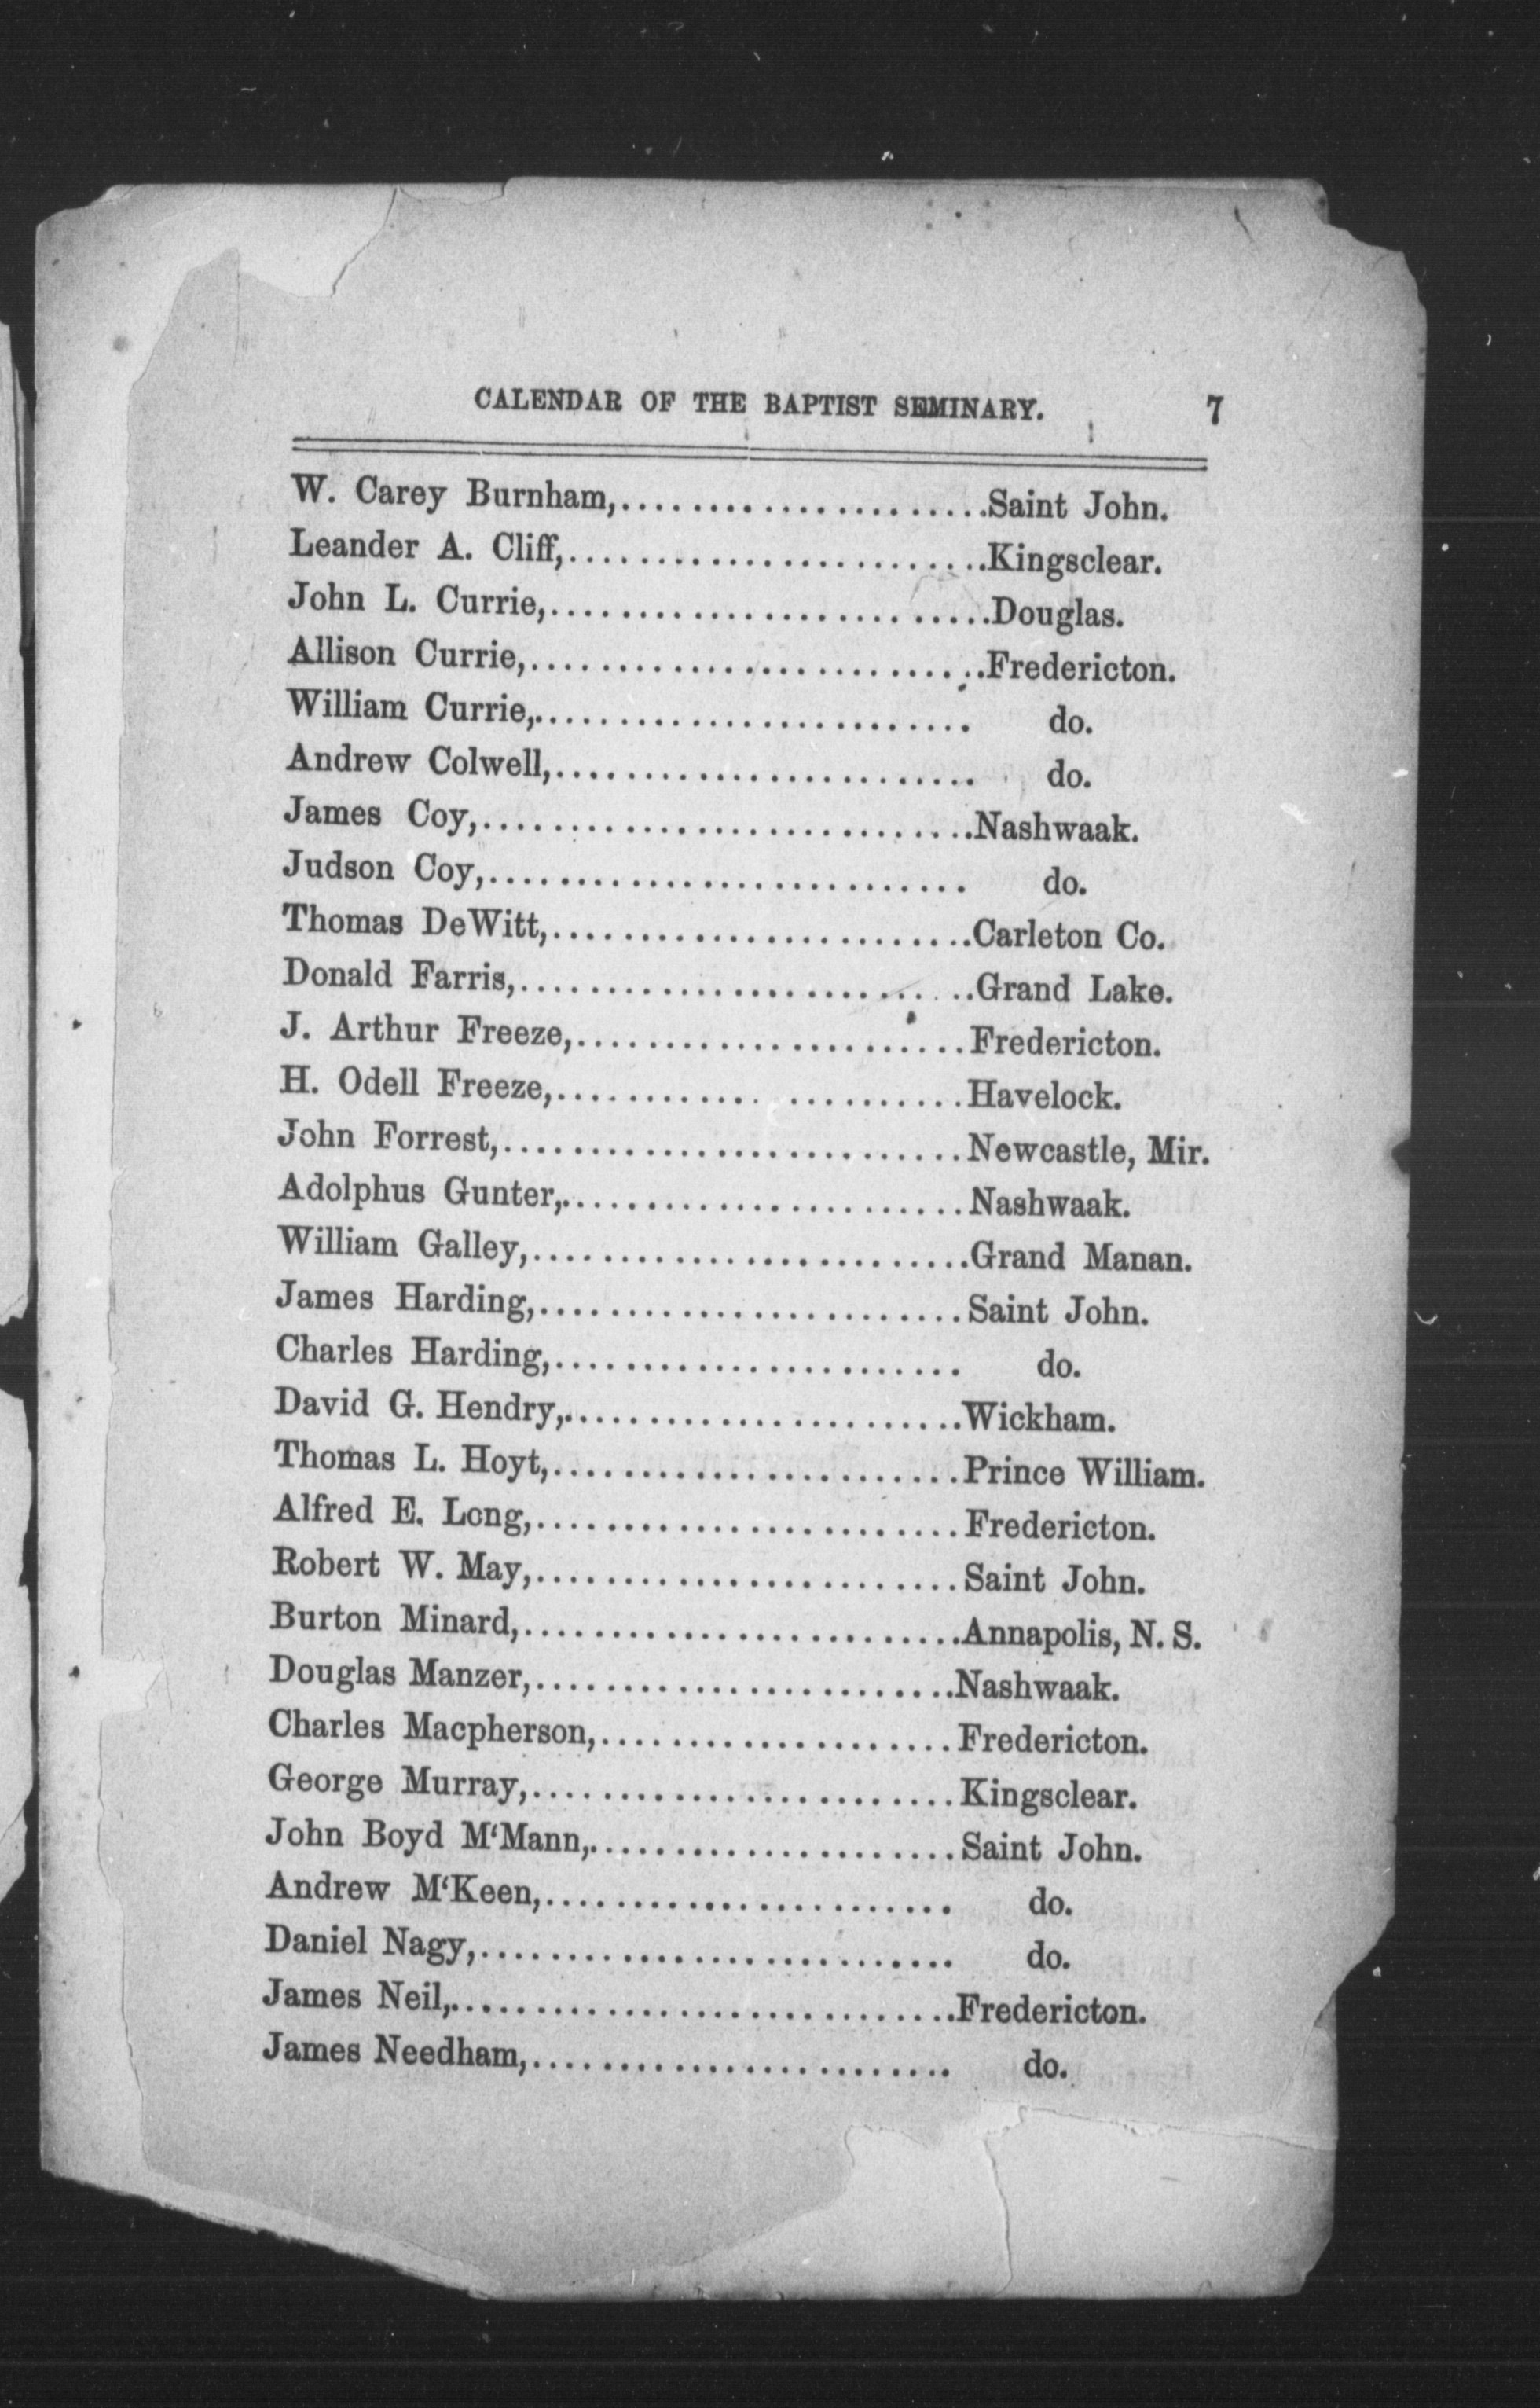 CALENDAR OF THE BAPTIST SEMINARY. 7
W. Carey Burnham,......................Saint John.
Leander A. Cliff,..........................Kingsclear.
John L. Currie,...........................Douglas.
Allison Currie,............................Fredericton.
William Currie,........................... do.
Andrew Colwell,......................... do.
James Coy,..............................Nashwaak.
Judson Coy,............................. do.
Thomas DeWitt,.........................Carleton Co.
Donald Farris,...........................Grand Lake.
J. Arthur Freeze,.......................Fredericton.
H. Odell Freeze,........................Havelock.
John Forrest,...........................Newcastle, Mir.
Adolphus Gunter,.......................Nashwaak.
William Galley,..........................Grand Manan.
James Harding,.........................Saint John.
Charles Harding,........................ do.
David G. Hendry,.......................Wickham.
Thomas L. Hoyt,........................Prince William.
Alfred E. Long,.........................Fredericton.
Robert W. May,.........................Saint John.
Burton Minard,..........................Annapolis, N. S.
Douglas Manzer,.........................Nashwaak.
Charles Macpherson,.....................Fredericton.
George Murray,.........................Kingsclear.
John Boyd M‘Mann,......................Saint John.
Andrew M‘Keen,........................ do.
Daniel Nagy,............................ do.
James Neil,..............................Fredericton.
James Needham,......................... do.